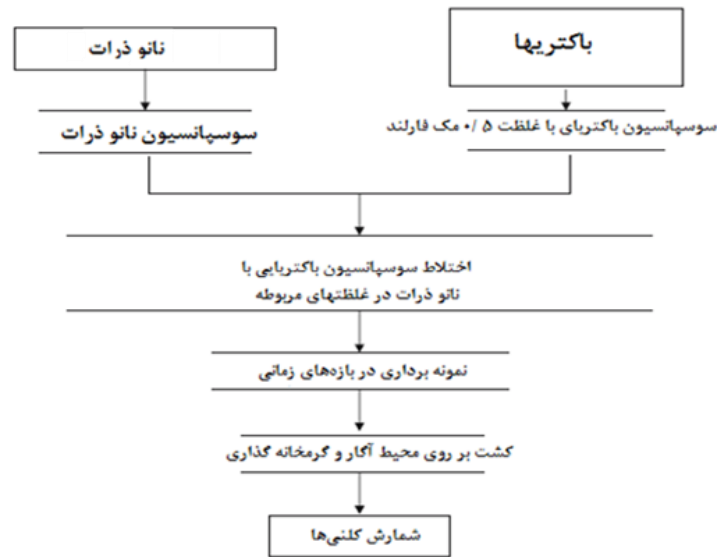 باکتریها
نانو ذرات
سوسپانسیون باکتریای با غلظت ۰/۵ مک فارلند
سوسپانسیون نانو ذرات
اختلاط سوسپانسیون باکتریایی با
نانو ذرات در غلظتهای مربوطه
نمونه برداری در بازه‌های زمانی
کشت بر روی محیط آگار و گرمخانه گذاری
شمارش کلنی‌ها